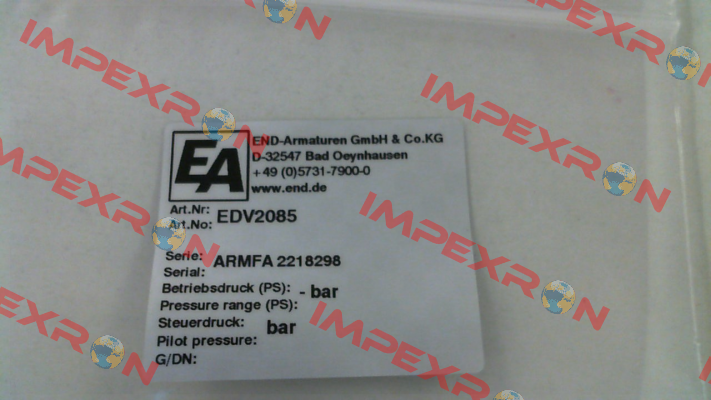 IMPEXRON
IMPEXRON
IMPEXRON
IMPEXRON
IMPEXRON
IMPEXRON
IMPEXRON
EA
END-Armaturen GmbH & Co.KG
D-32547 Bad Oeynhausen
+49 (0)5731-7900-0
www.end.de
Art.Nr:
Art.No: EDV2085
Serie: ARMFA 2218298
Serial:
Betriebsdruck (PS): - bar
Pressure range (PS):
Steuerdruck: bar
Pilot pressure:
G/DN: